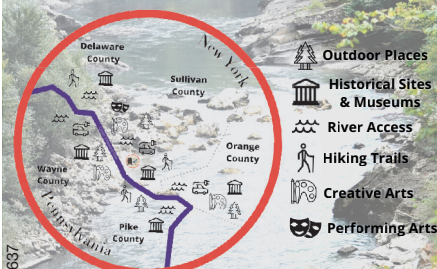 Delaware
County
New York
Sullivan
County
Orange
County
Wayne
County
Pennsylvania
Pike
County
637
Outdoor Places
Historical Sites
& Museums
River Access
Hiking Trails
Creative Arts
Performing Arts